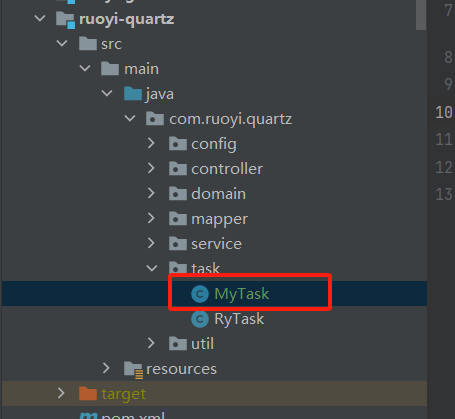 ruoyi-quartz
src
main
java
com.ruoyi.quartz
config
controller
domain
mapper
service
task
MyTask
RyTask
util
resources
target
pom.xml
7
8
9
10
11
12
13